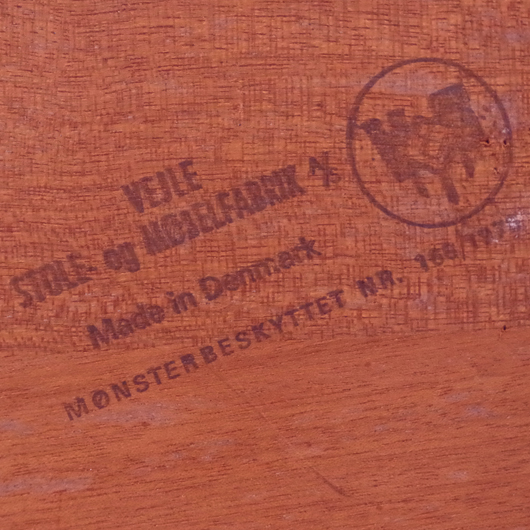 VEJLE
STOLE- og MØBELFABRIK A/S
Made in Denmark
MØNSTERBESKYTTET NR.